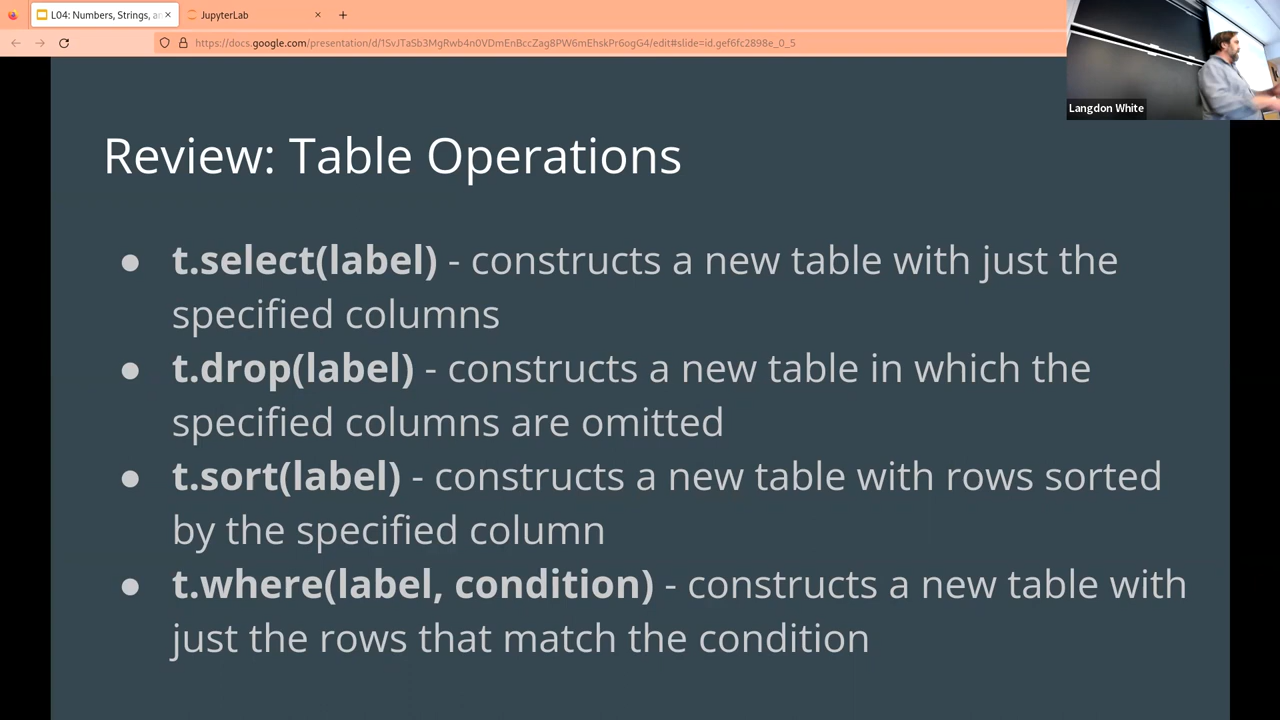 L04: Numbers, Strings, a
JupyterLab
https://docs.google.com/presentation/d/1SvJTaSb3MgRwb4n0VDmEnBccZag8PW6mEhskPr6ogG4/edit#slide=id.gef6fc2898e_0_5
Langdon White
Review: Table Operations
● t.select(label) - constructs a new table with just the
specified columns
● t.drop(label) - constructs a new table in which the
specified columns are omitted
● t.sort(label) - constructs a new table with rows sorted
by the specified column
● t.where(label, condition) - constructs a new table with
just the rows that match the condition